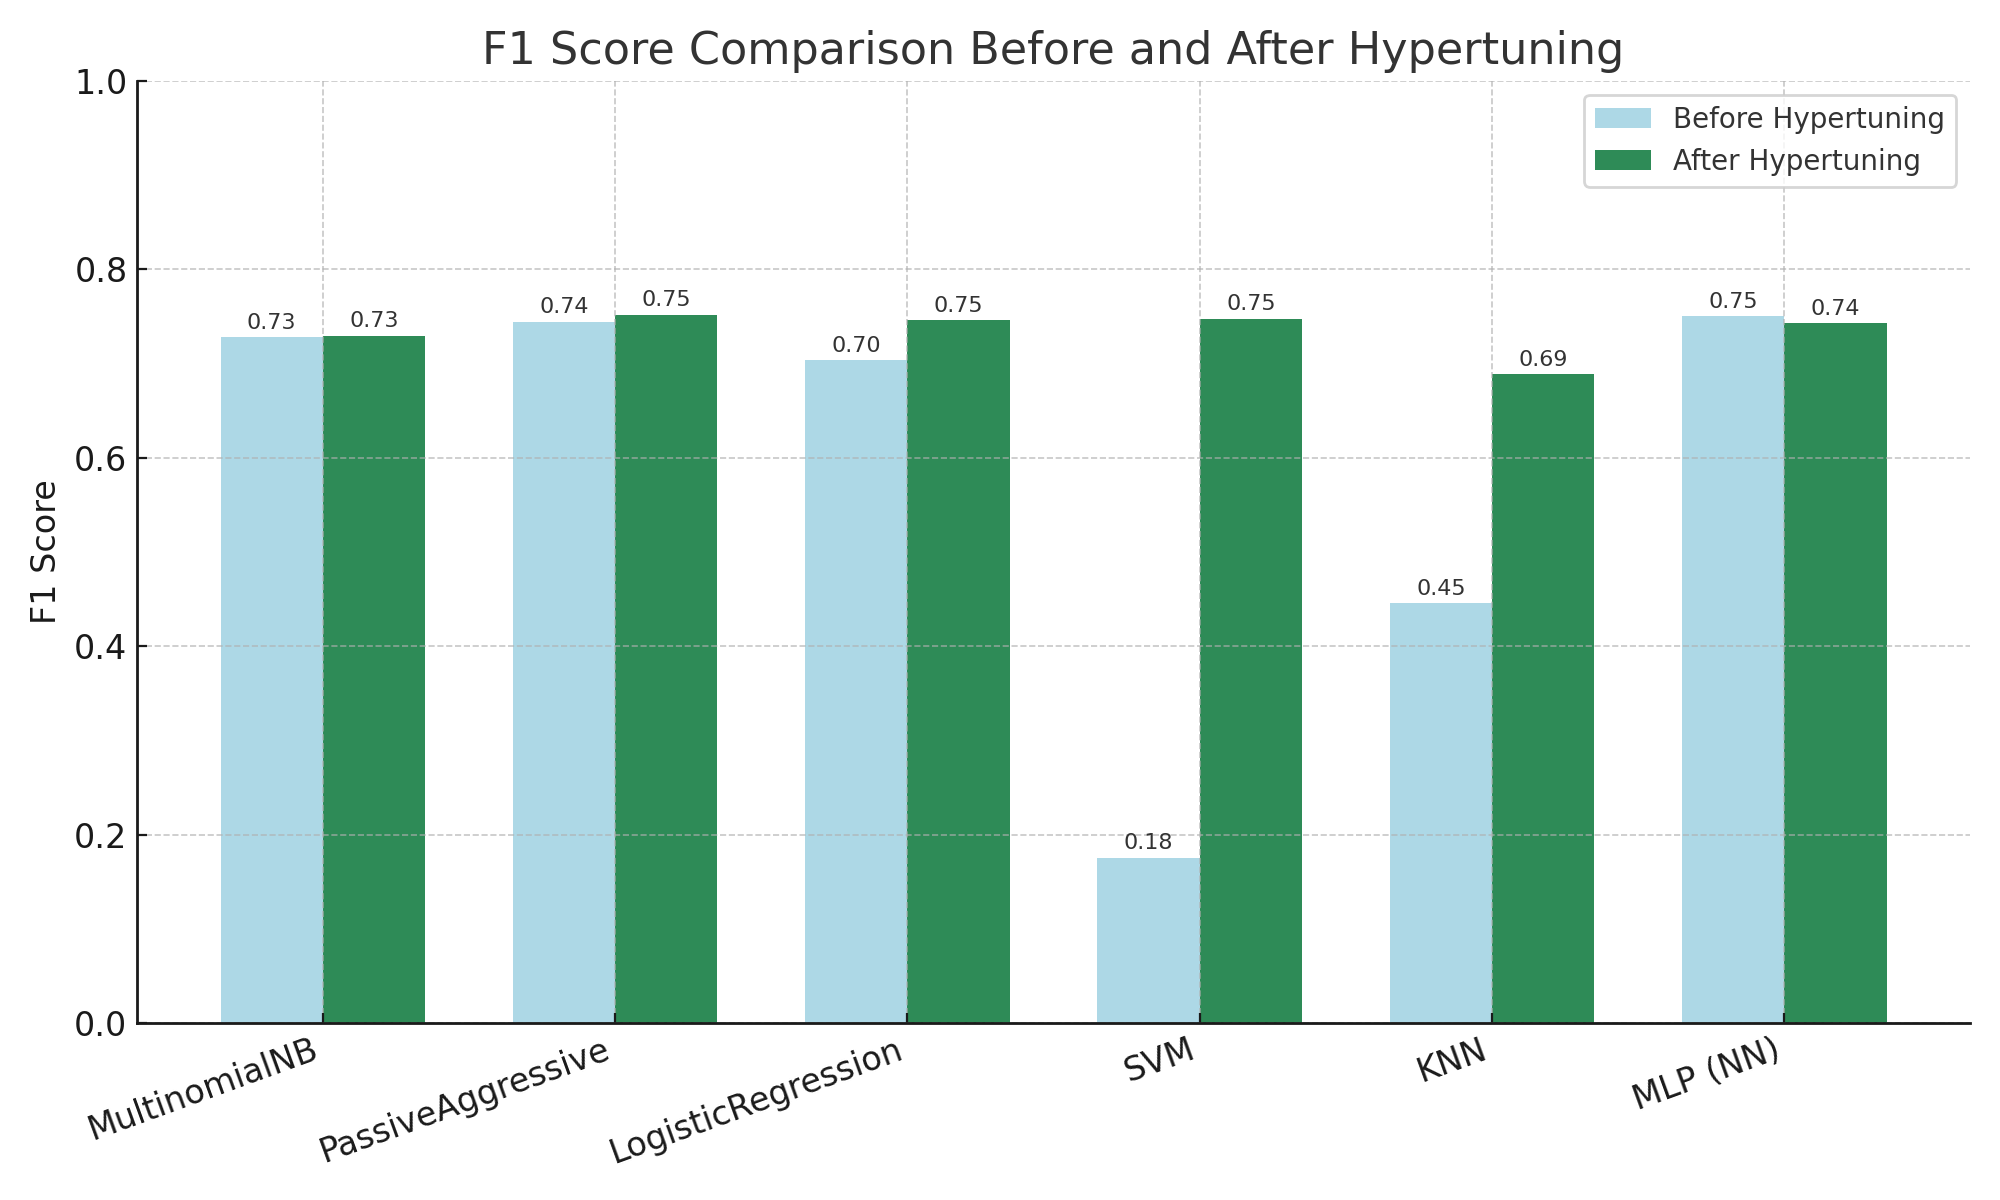 F1 Score Comparison Before and After Hypertuning
Before Hypertuning
After Hypertuning
F1 Score
1.0
0.8
0.6
0.4
0.2
0.0
0.73
0.73
0.74
0.75
0.70
0.75
0.18
0.75
0.45
0.69
0.75
0.74
MultinomialNB
PassiveAggressive
LogisticRegression
SVM
KNN
MLP (NN)